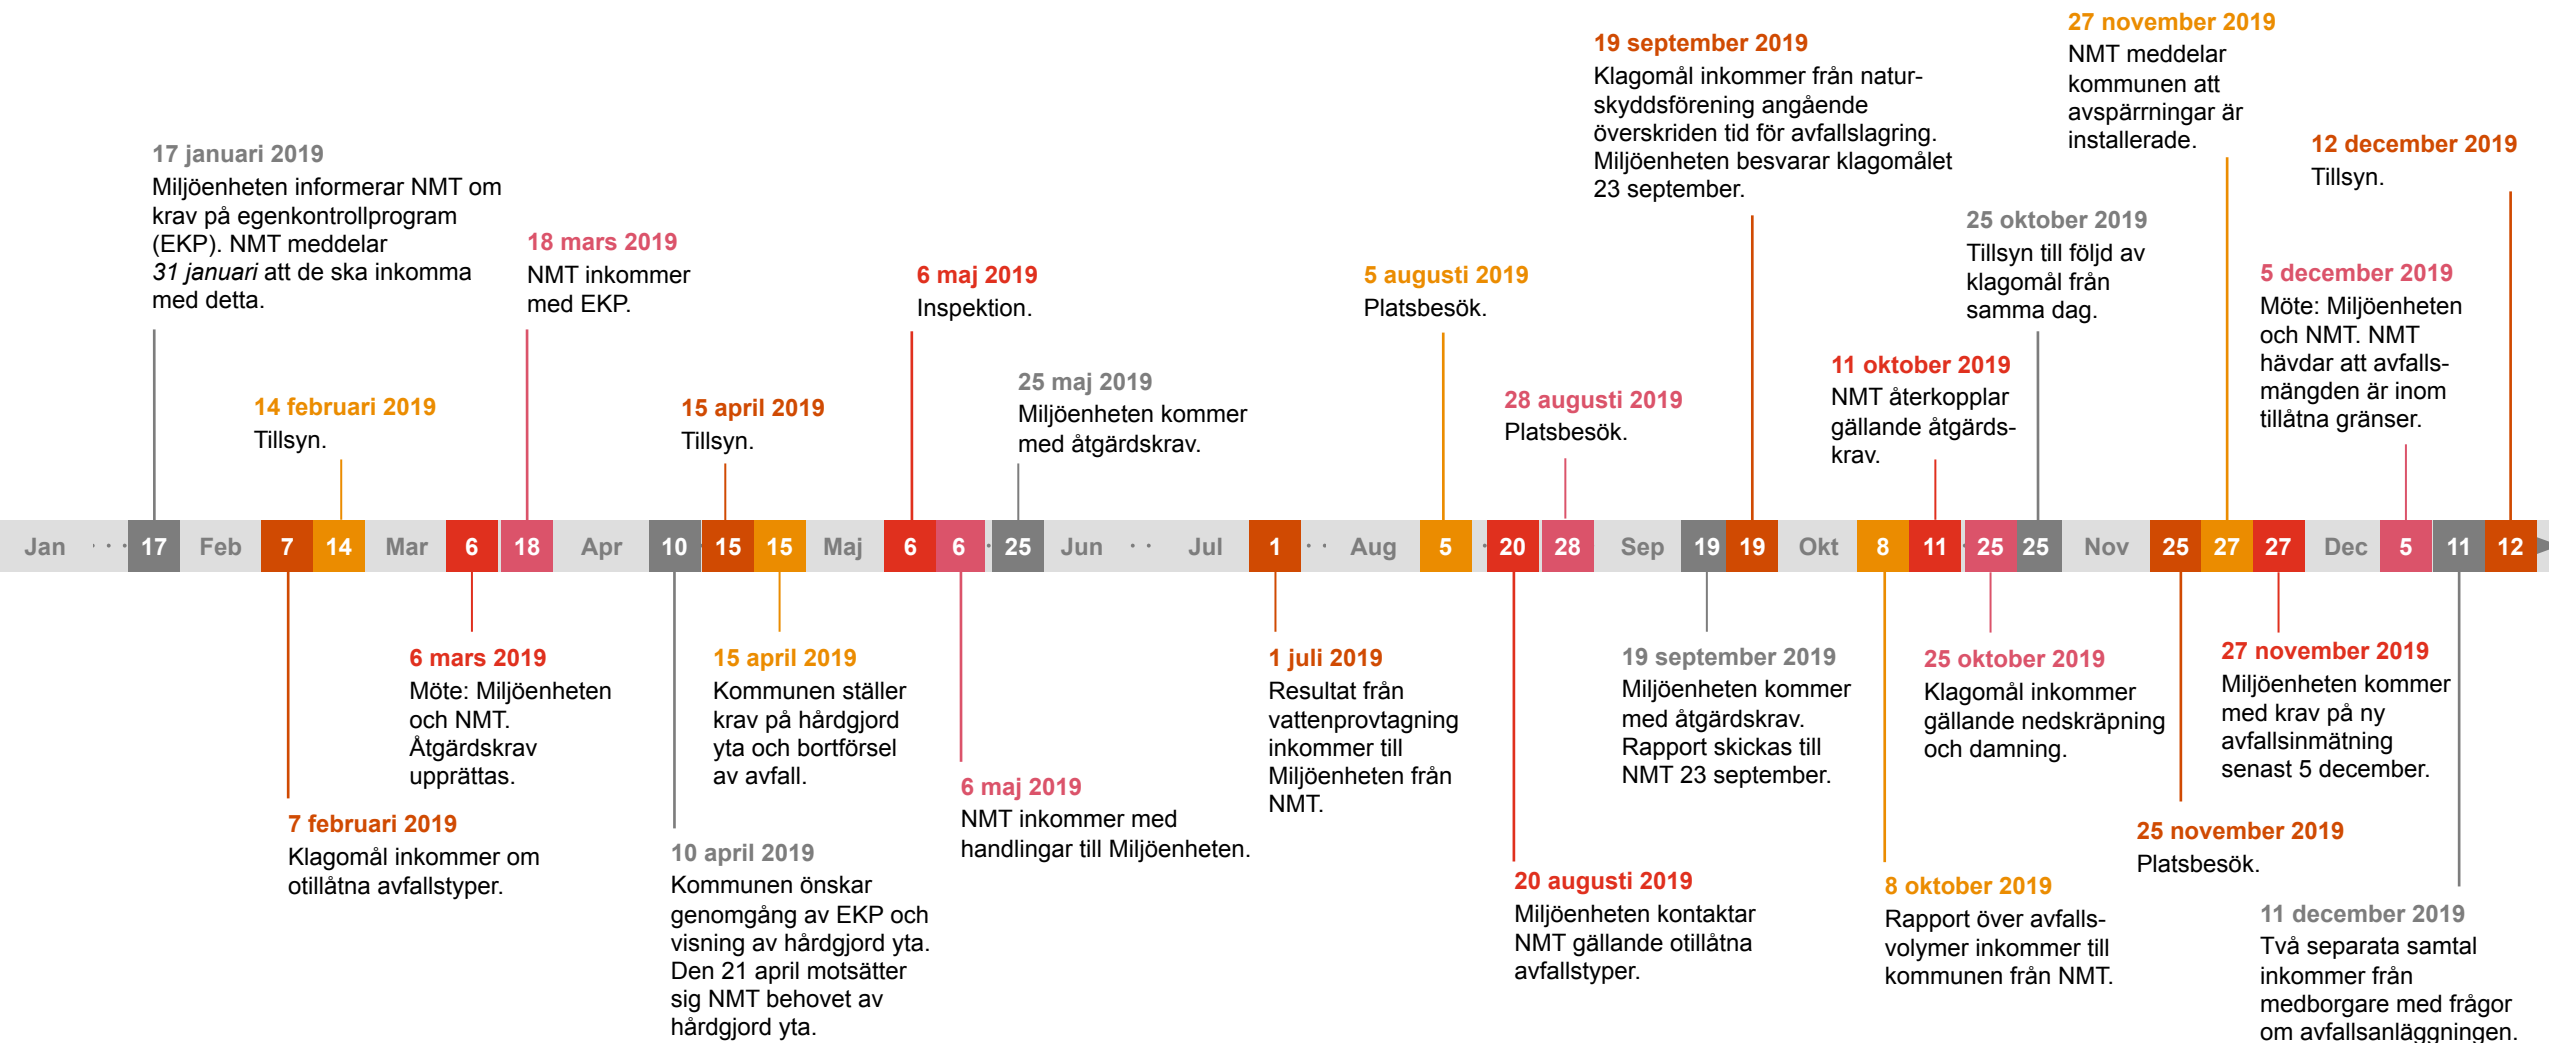 17 januari 2019
Miljöenheten informerar NMT om
krav på egenkontrollprogram
(EKP). NMT meddelar
31 januari att de ska inkomma
med detta.
14 februari 2019
Tillsyn.
18 mars 2019
NMT inkommer
med EKP.
15 april 2019
Tillsyn.
6 maj 2019
Inspektion.
25 maj 2019
Miljöenheten kommer
med åtgärdskrav.
5 augusti 2019
Platsbesök.
28 augusti 2019
Platsbesök.
19 september 2019
Klagomål inkommer från natur-
skyddsförening angående
överskriden tid för avfallslagring.
Miljöenheten besvarar klagomålet
23 september.
11 oktober 2019
NMT återkopplar
gällande åtgärds-
krav.
25 oktober 2019
Tillsyn till följd av
klagomål från
samma dag.
27 november 2019
NMT meddelar
kommunen att
avspärrningar är
installerade.
5 december 2019
Möte: Miljöenheten
och NMT. NMT
hävdar att avfalls-
mängden är inom
tillåtna gränser.
12 december 2019
Tillsyn.
Jan 17 Feb 7 14 Mar 6 18 Apr 10 15 15 Maj 6 6 25 Jun Jul 1 Aug 5 20 28 Sep 19 19 Okt 8 11 25 25 Nov 25 27 27 Dec 5 11 12
7 februari 2019
Klagomål inkommer om
otillåtna avfallstyper.
6 mars 2019
Möte: Miljöenheten
och NMT.
Åtgärdskrav
upprättas.
10 april 2019
Kommunen önskar
genomgång av EKP och
visning av hårdgjord yta.
Den 21 april motsätter
sig NMT behovet av
hårdgjord yta.
15 april 2019
Kommunen ställer
krav på hårdgjord
yta och bortförsel
av avfall.
6 maj 2019
NMT inkommer med
handlingar till Miljöenheten.
1 juli 2019
Resultat från
vattenprovtagning
inkommer till
Miljöenheten från
NMT.
20 augusti 2019
Miljöenheten kontaktar
NMT gällande otillåtna
avfallstyper.
19 september 2019
Miljöenheten kommer
med åtgärdskrav.
Rapport skickas till
NMT 23 september.
8 oktober 2019
Rapport över avfalls-
volymer inkommer till
kommunen från NMT.
25 oktober 2019
Klagomål inkommer
gällande nedskräpning
och damning.
25 november 2019
Platsbesök.
27 november 2019
Miljöenheten kommer
med krav på ny
avfallsinmätning
senast 5 december.
11 december 2019
Två separata samtal
inkommer från
medborgare med frågor
om avfallsanläggningen.